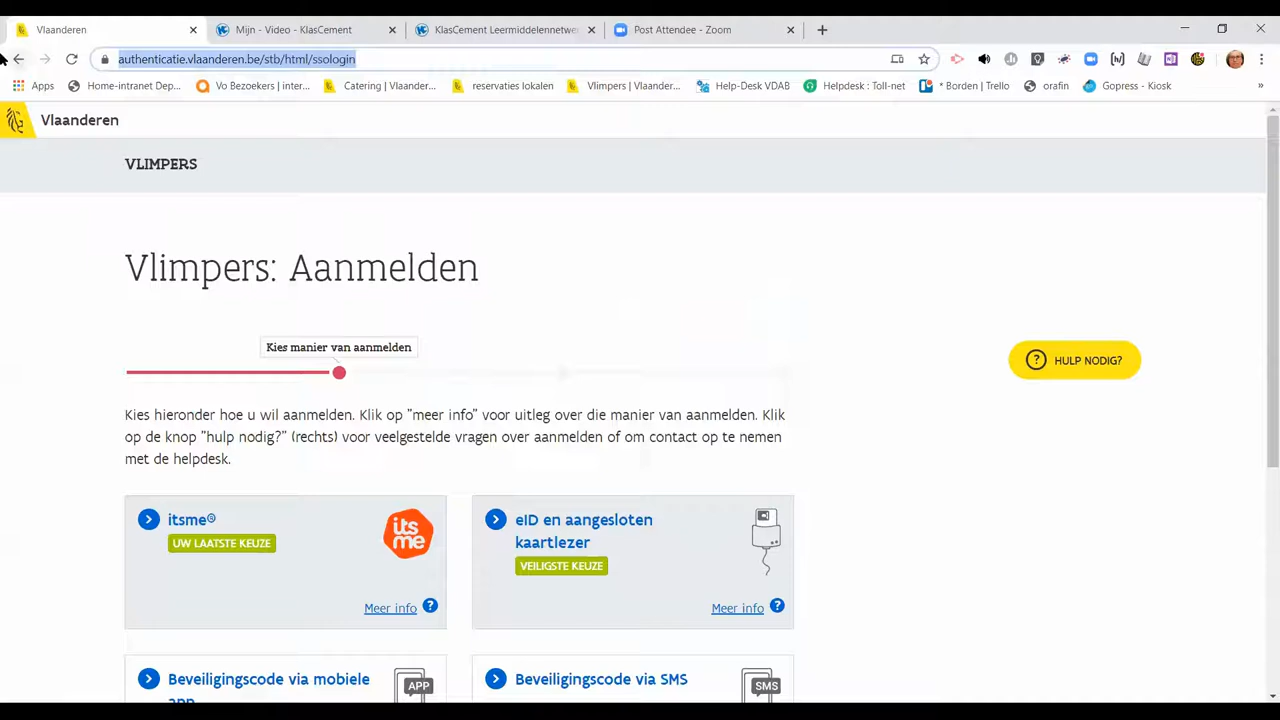 Vlaanderen
Mijn - Video - KlasCement
KlasCement Leermiddelennetwe
Post Attendee - Zoom
authenticatie.vlaanderen.be/stb/html/ssologin
Apps
Home-intranet Dep...
Vo Bezoekers | inter...
Catering | Vlaander...
reservaties lokalen
Vlimpers | Vlaandere...
Help-Desk VDAB
Helpdesk : Toll-net
* Borden | Trello
orafin
Gopress - Kiosk
»
Vlaanderen
VLIMPERS
Vlimpers: Aanmelden
Kies manier van aanmelden
? HULP NODIG?
Kies hieronder hoe u wil aanmelden. Klik op "meer info" voor uitleg over die manier van aanmelden. Klik
op de knop "hulp nodig?" (rechts) voor veelgestelde vragen over aanmelden of om contact op te nemen
met de helpdesk.
itsme®
UW LAATSTE KEUZE
its
me
Meer info ?
eID en aangesloten
kaartlezer
VEILIGSTE KEUZE
Meer info ?
Beveiligingscode via mobiele
app
APP
Beveiligingscode via SMS
SMS